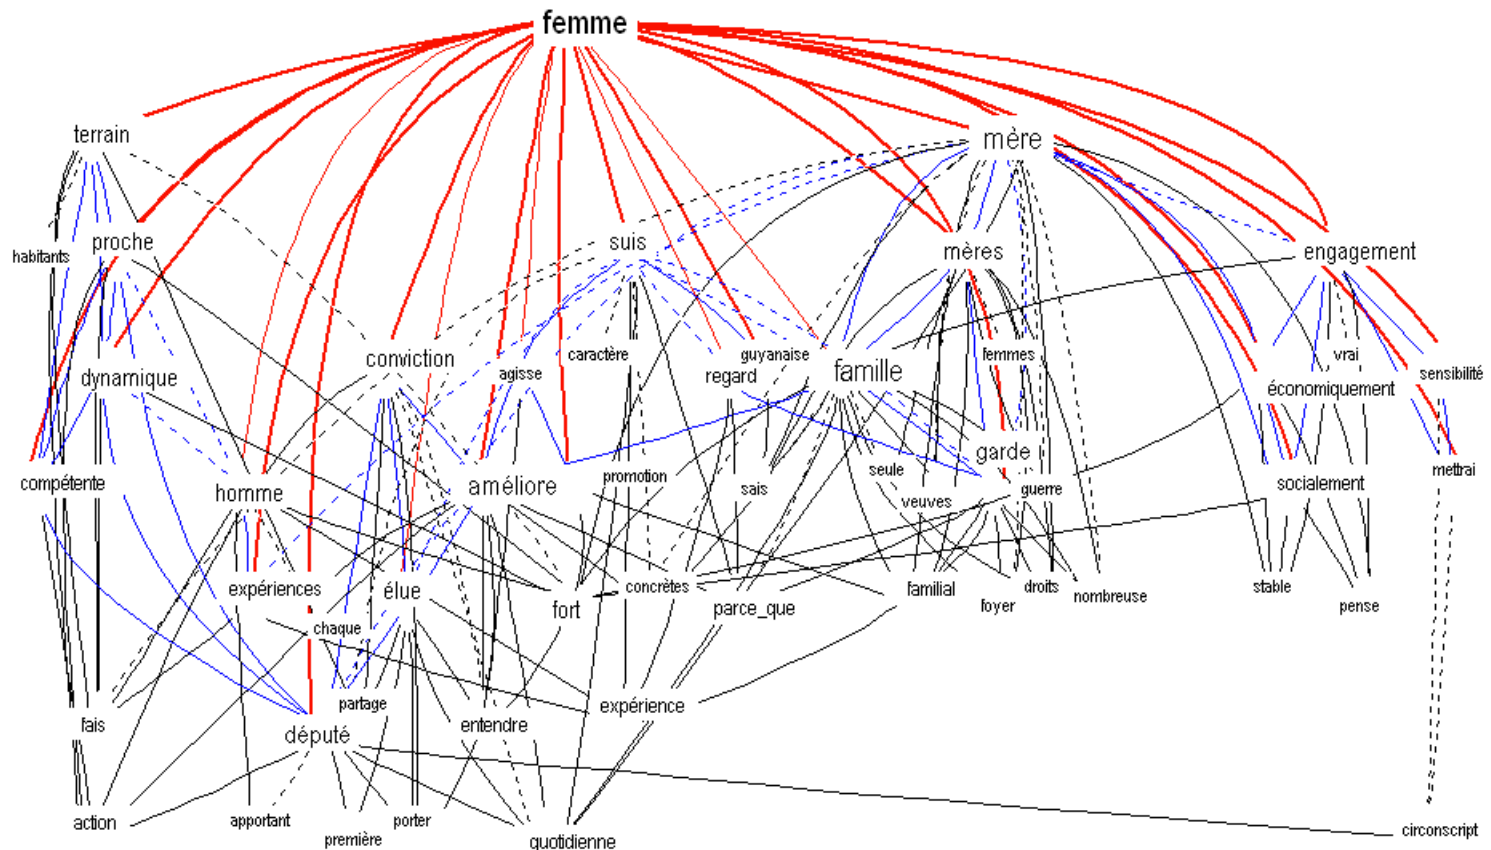 femme
terrain
mère
habitants
proche
suis
mères
engagement
conviction
caractère
guyanaise
femmes
vrai
dynamique
agisse
regard
famille
économiquement
sensibilité
compétente
homme
améliore
promotion
sais
seule
garde
veuves
guerre
socialement
mettrai
expériences
élue
fort
concrètes
parce_que
familial
foyer
droits
nombreuse
stable
pense
chaque
fais
partage
député
entendre
expérience
action
apportant
première
porter
quotidienne
circonscript